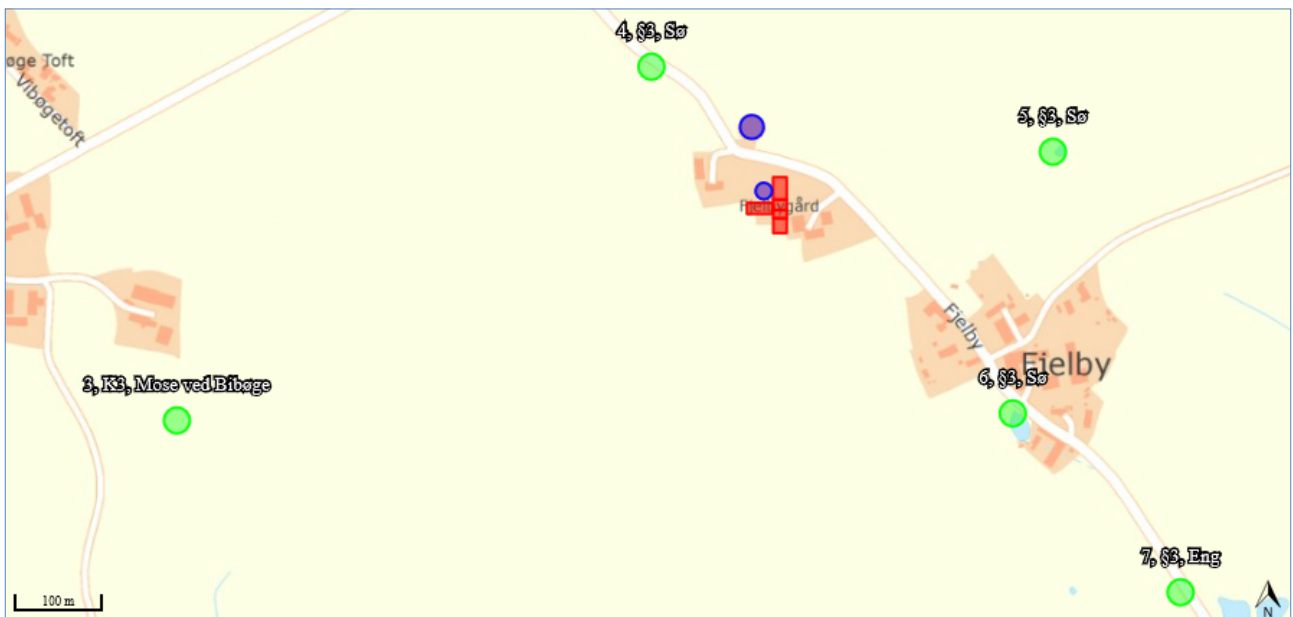 4, §3, Sø
øge Toft
Vibøgetoft
5, §3, Sø
Fjelbygård
Fjelby
Fjelby
3, K3, Mose ved Bibøge
6, §3, Sø
7, §3, Eng
100 m
N